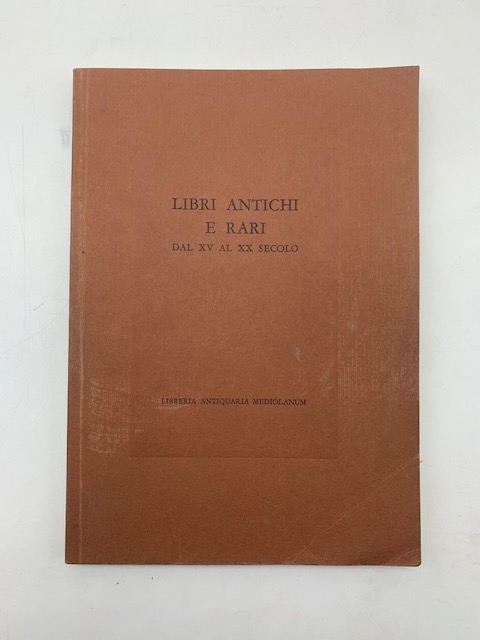 LIBRI ANTICHI
E RARI
DAL XV AL XX SECOLO
LIBRERIA ANTIQUARIA MEDIOLANUM